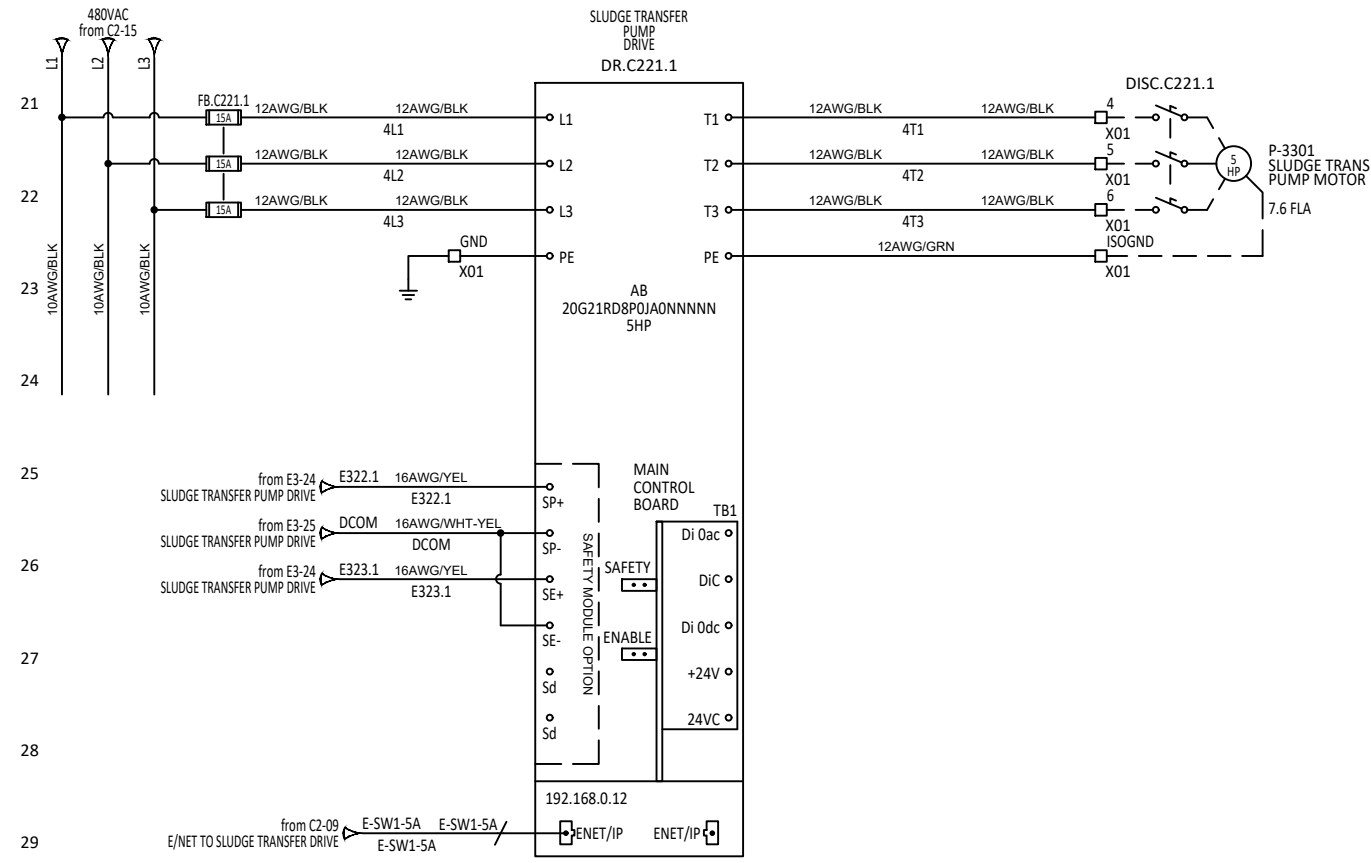 480VAC
from C2-15
L1
L2
L3
SLUDGE TRANSFER
PUMP
DRIVE
DR.C221.1
DISC.C221.1
21
FB.C221.1
15A
12AWG/BLK
12AWG/BLK
4L1
L1
T1
12AWG/BLK
12AWG/BLK
4T1
4
X01
15A
12AWG/BLK
12AWG/BLK
4L2
L2
T2
12AWG/BLK
12AWG/BLK
4T2
5
X01
5
HP
P-3301
SLUDGE TRANS
PUMP MOTOR
7.6 FLA
22
15A
12AWG/BLK
12AWG/BLK
4L3
L3
T3
12AWG/BLK
12AWG/BLK
4T3
6
X01
GND
X01
PE
PE
12AWG/GRN
ISOGND
X01
23
10AWG/BLK
10AWG/BLK
10AWG/BLK
AB
20G21RD8P0JA0NNNNN
5HP
24
25
from E3-24
SLUDGE TRANSFER PUMP DRIVE
E322.1
16AWG/YEL
E322.1
SP+
MAIN
CONTROL
BOARD
TB1
from E3-25
SLUDGE TRANSFER PUMP DRIVE
DCOM
16AWG/WHT-YEL
DCOM
SP-
Di 0ac
26
from E3-24
SLUDGE TRANSFER PUMP DRIVE
E323.1
16AWG/YEL
E323.1
SE+
SAFETY MODULE OPTION
SAFETY
DiC
SE-
ENABLE
Di 0dc
27
Sd
+24V
Sd
24VC
28
192.168.0.12
29
from C2-09
E/NET TO SLUDGE TRANSFER DRIVE
E-SW1-5A
E-SW1-5A
E-SW1-5A
ENET/IP
ENET/IP